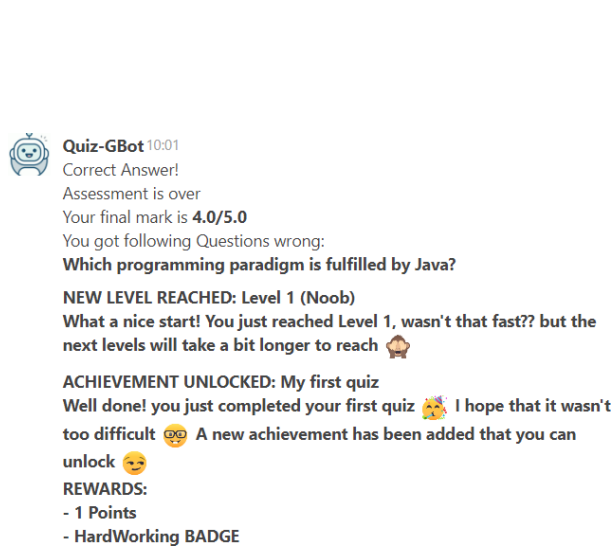 Quiz-GBot 10:01
Correct Answer!
Assessment is over
Your final mark is 4.0/5.0
You got following Questions wrong:
Which programming paradigm is fulfilled by Java?
NEW LEVEL REACHED: Level 1 (Noob)
What a nice start! You just reached Level 1, wasn't that fast?? but the
next levels will take a bit longer to reach 🙈
ACHIEVEMENT UNLOCKED: My first quiz
Well done! you just completed your first quiz 🥳 I hope that it wasn't
too difficult 🤓 A new achievement has been added that you can
unlock 😏
REWARDS:
- 1 Points
- HardWorking BADGE